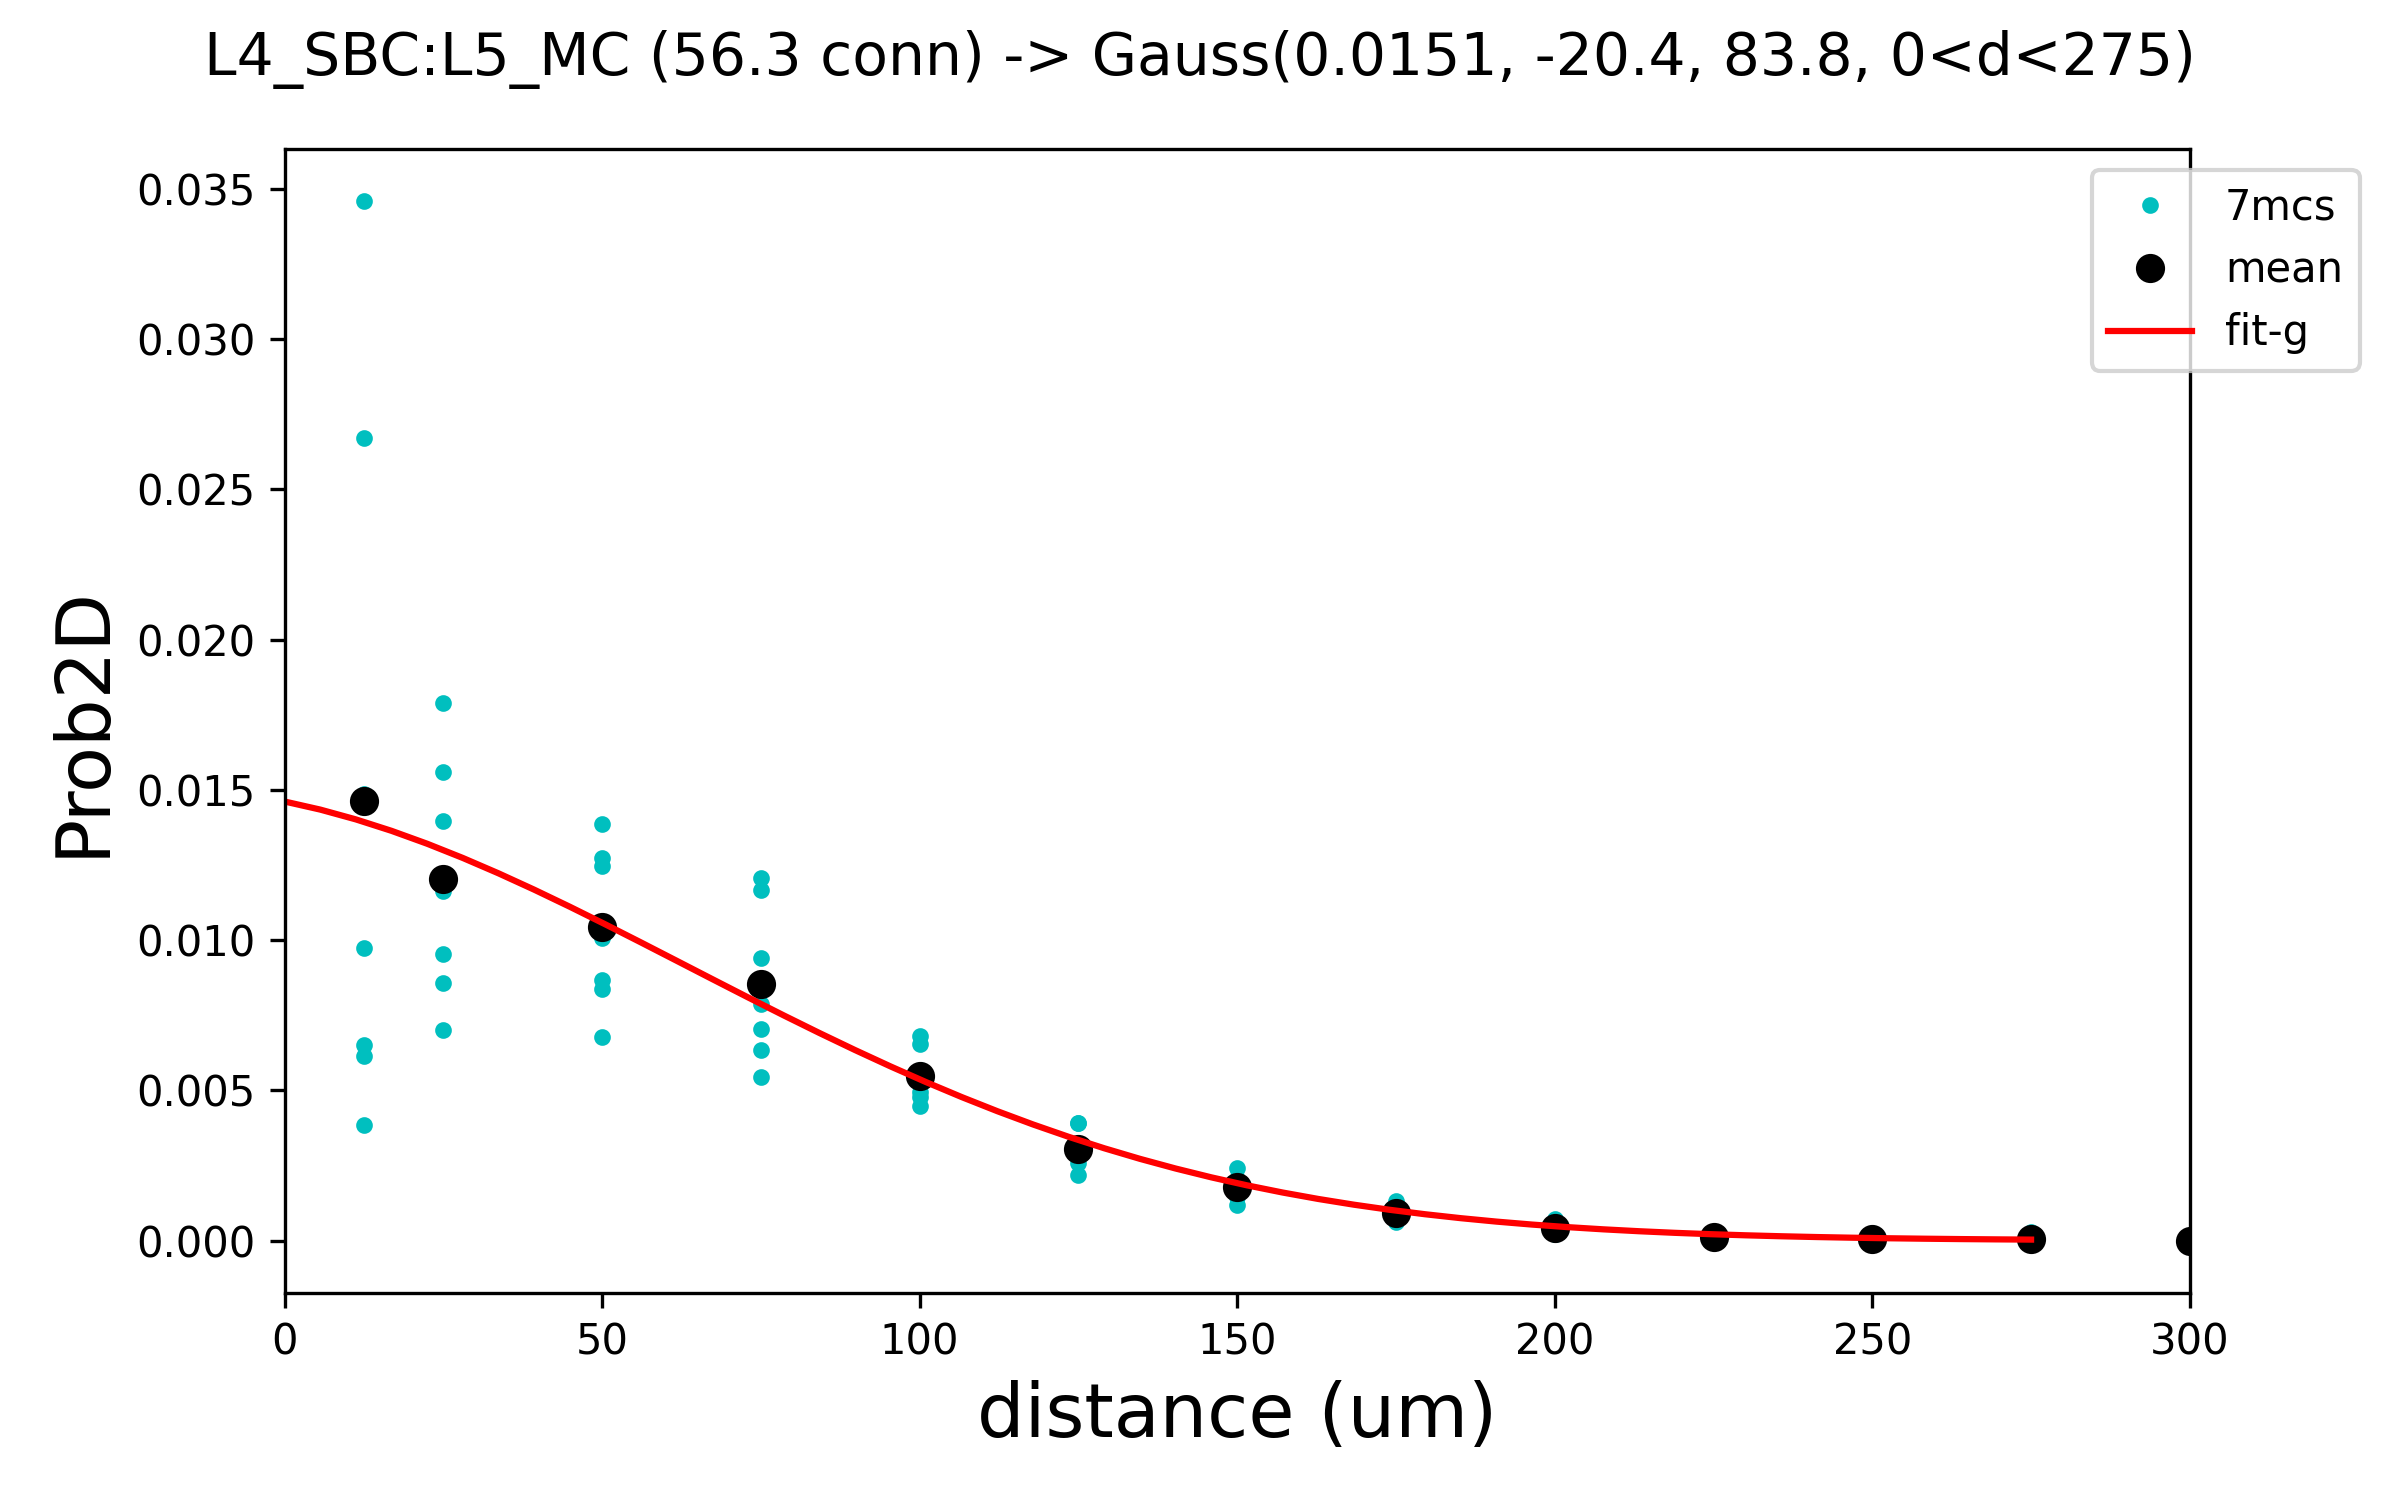 L4_SBC:L5_MC (56.3 conn) -> Gauss(0.0151, -20.4, 83.8, 0<d<275)
7mcs
mean
fit-g
Prob2D
0.035
0.030
0.025
0.020
0.015
0.010
0.005
0.000
0 50 100 150 200 250 300
distance (um)